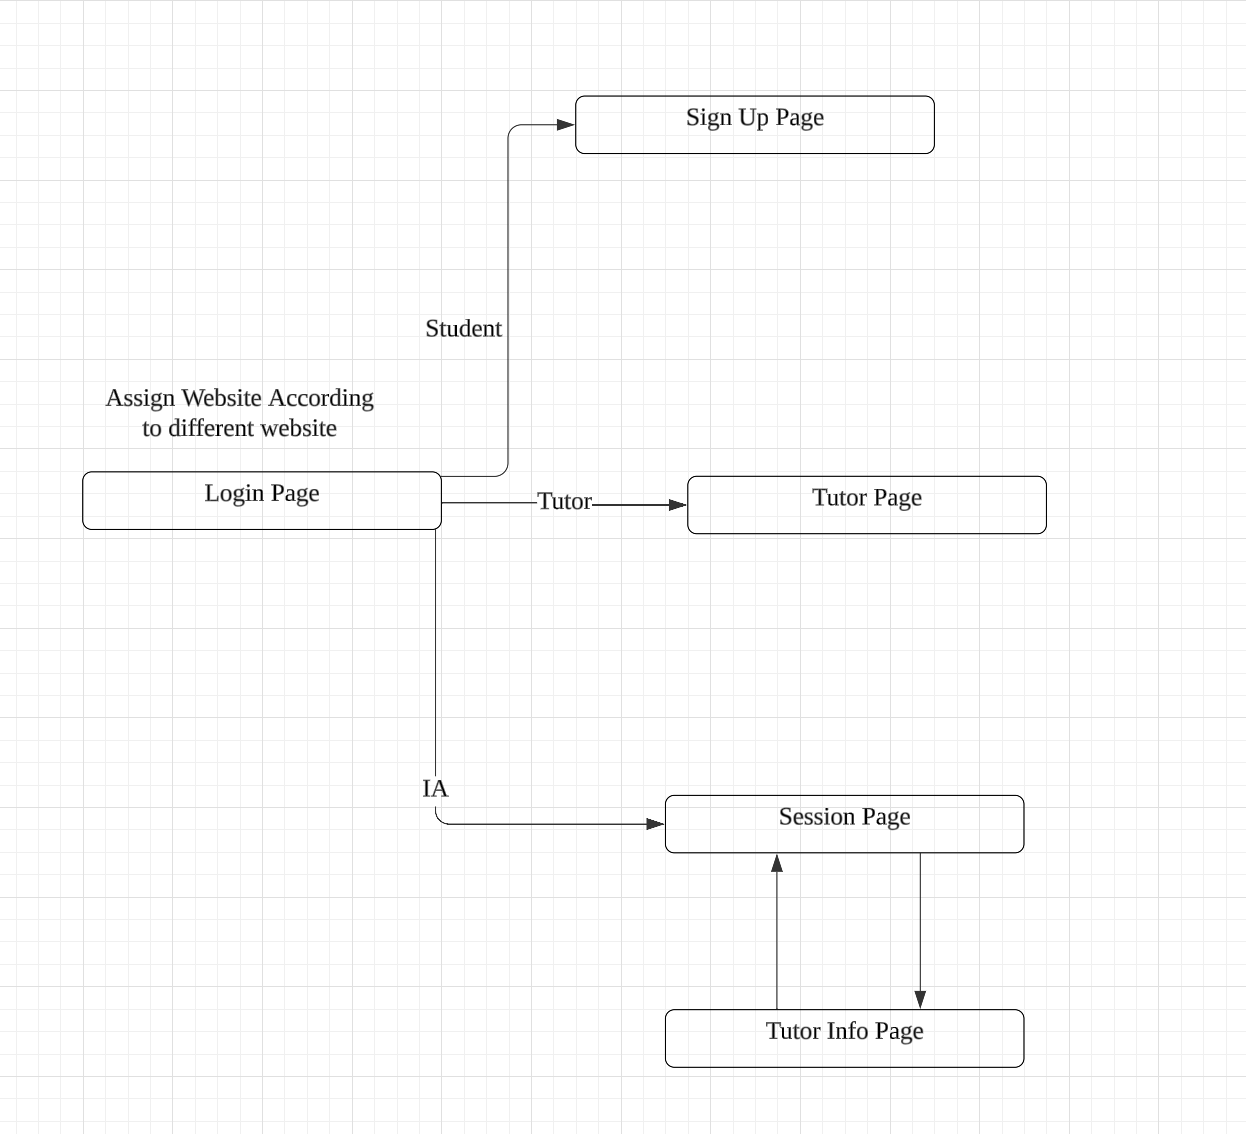 Sign Up Page
Student
Assign Website According
to different website
Login Page
Tutor
Tutor Page
IA
Session Page
Tutor Info Page